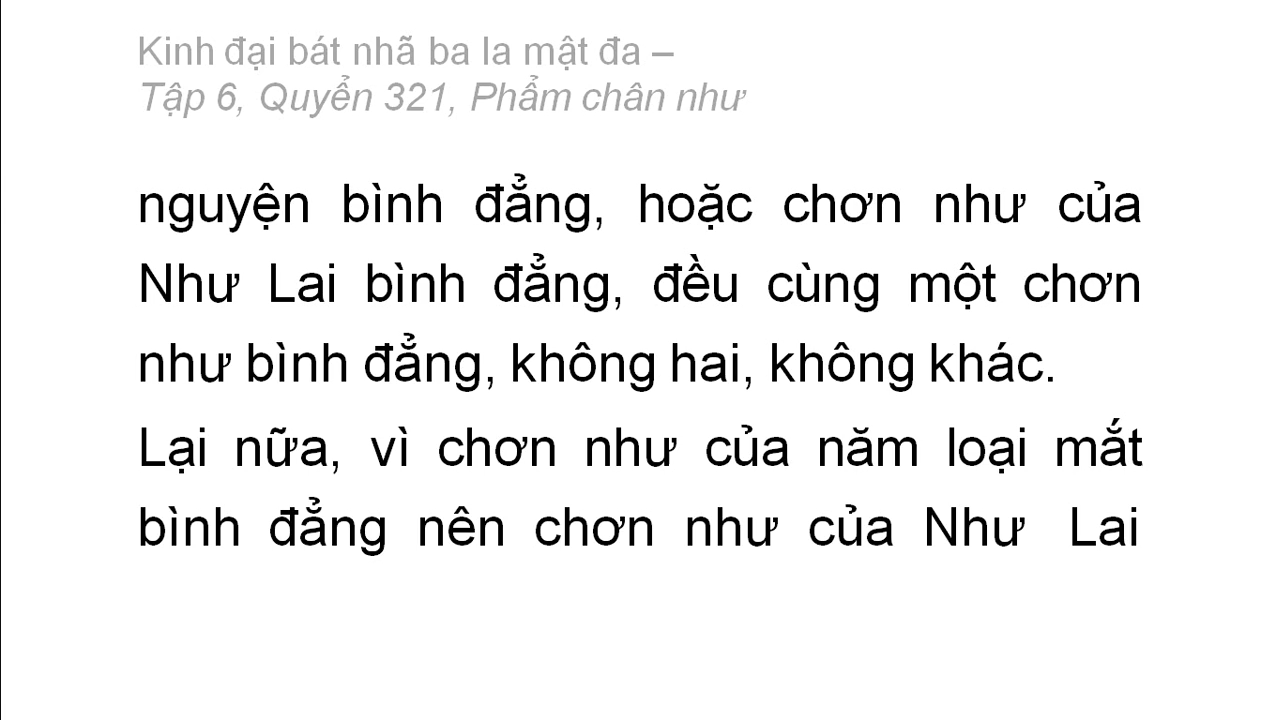 Kinh đại bát nhã ba la mật đa –
Tập 6, Quyển 321, Phẩm chân như
nguyện bình đẳng, hoặc chơn như của
Như Lai bình đẳng, đều cùng một chơn
như bình đẳng, không hai, không khác.
Lại nữa, vì chơn như của năm loại mắt
bình đẳng nên chơn như của Như Lai